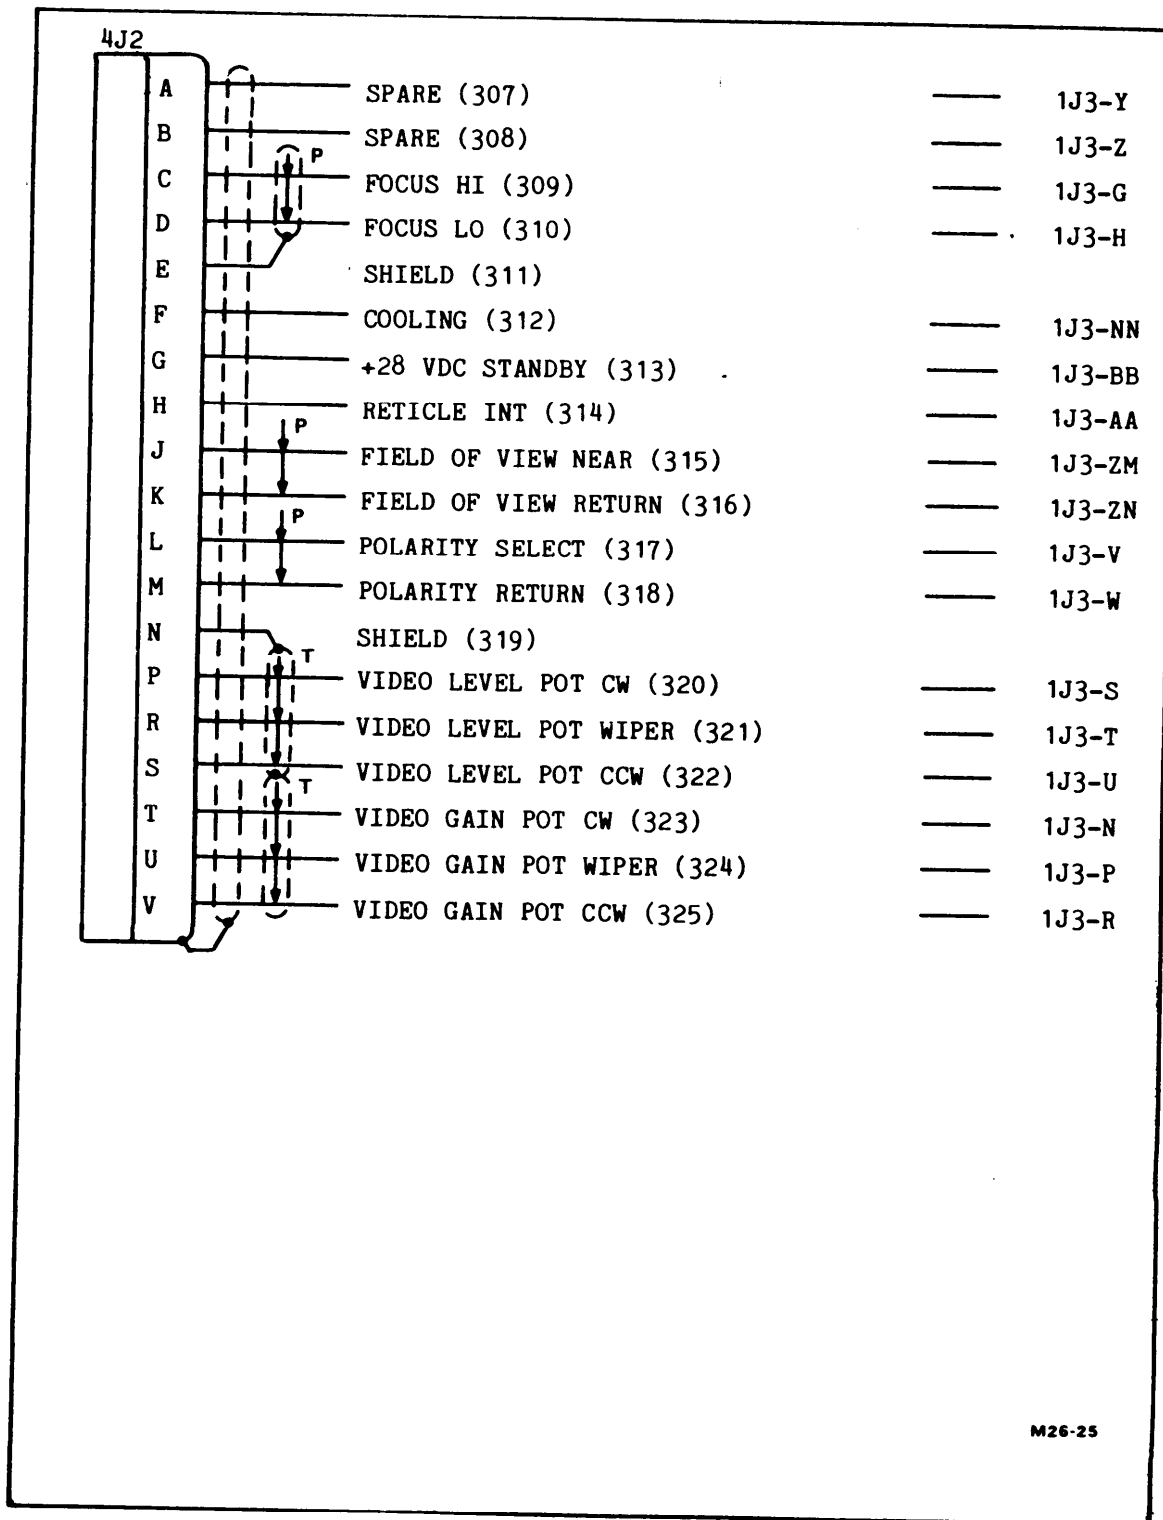 4J2
A SPARE (307) 1J3-Y
B SPARE (308) 1J3-Z
P
C FOCUS HI (309) 1J3-G
D FOCUS LO (310) 1J3-H
E SHIELD (311)
F COOLING (312) 1J3-NN
G +28 VDC STANDBY (313) 1J3-BB
H RETICLE INT (314) 1J3-AA
P
J FIELD OF VIEW NEAR (315) 1J3-ZM
K FIELD OF VIEW RETURN (316) 1J3-ZN
P
L POLARITY SELECT (317) 1J3-V
M POLARITY RETURN (318) 1J3-W
N SHIELD (319)
T
P VIDEO LEVEL POT CW (320) 1J3-S
R VIDEO LEVEL POT WIPER (321) 1J3-T
S VIDEO LEVEL POT CCW (322) 1J3-U
T
T VIDEO GAIN POT CW (323) 1J3-N
U VIDEO GAIN POT WIPER (324) 1J3-P
V VIDEO GAIN POT CCW (325) 1J3-R
M26-25